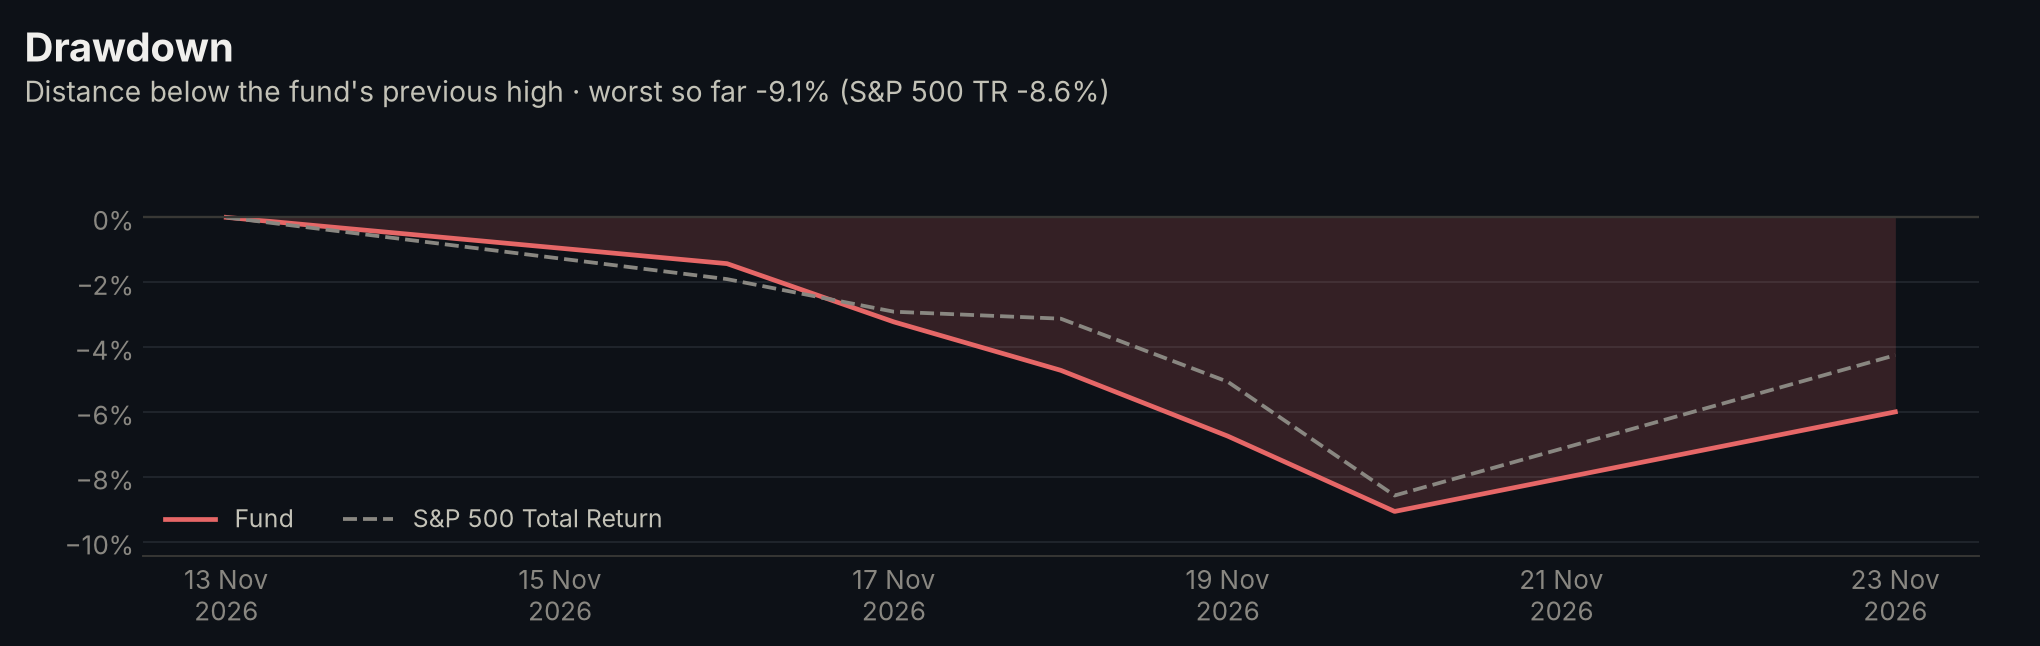 Drawdown
Distance below the fund's previous high · worst so far -9.1% (S&P 500 TR -8.6%)
0%
−2%
−4%
−6%
−8%
−10%
Fund
S&P 500 Total Return
13 Nov 2026
15 Nov 2026
17 Nov 2026
19 Nov 2026
21 Nov 2026
23 Nov 2026